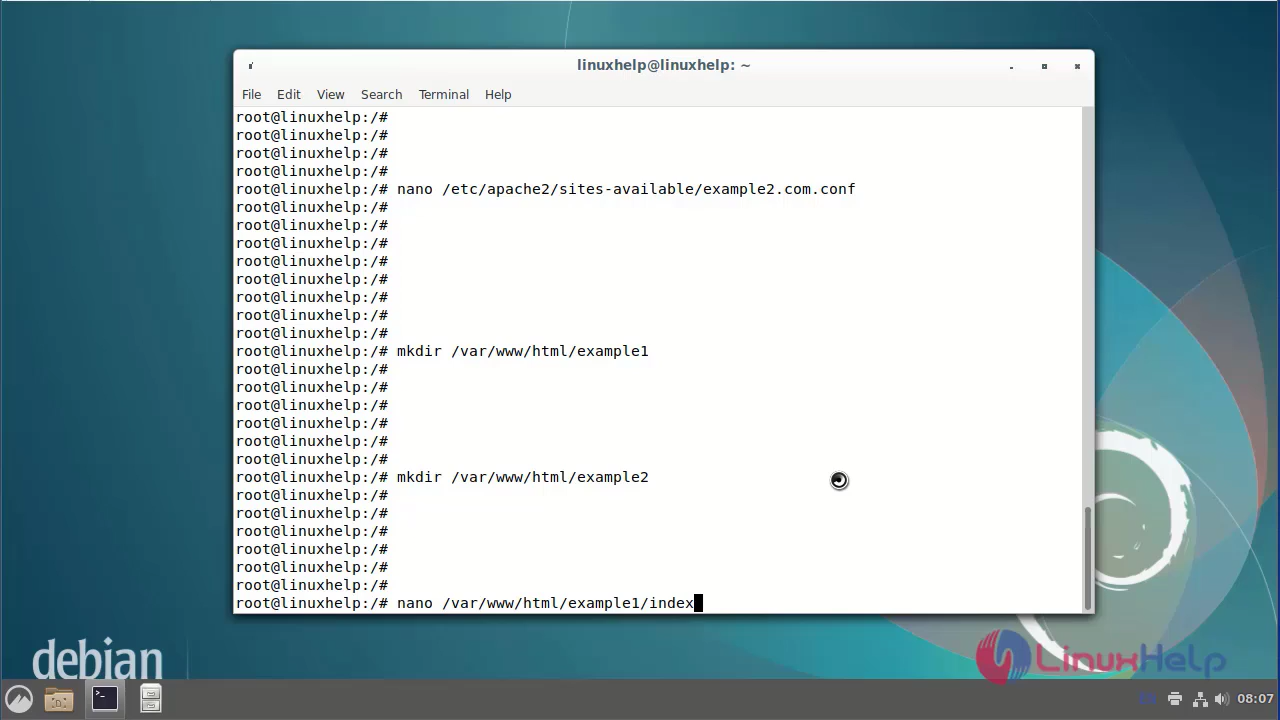 linuxhelp@linuxhelp: ~
File Edit View Search Terminal Help
root@linuxhelp:/#
root@linuxhelp:/#
root@linuxhelp:/#
root@linuxhelp:/#
root@linuxhelp:/# nano /etc/apache2/sites-available/example2.com.conf
root@linuxhelp:/#
root@linuxhelp:/#
root@linuxhelp:/#
root@linuxhelp:/#
root@linuxhelp:/#
root@linuxhelp:/#
root@linuxhelp:/#
root@linuxhelp:/#
root@linuxhelp:/# mkdir /var/www/html/example1
root@linuxhelp:/#
root@linuxhelp:/#
root@linuxhelp:/#
root@linuxhelp:/#
root@linuxhelp:/#
root@linuxhelp:/#
root@linuxhelp:/# mkdir /var/www/html/example2
root@linuxhelp:/#
root@linuxhelp:/#
root@linuxhelp:/#
root@linuxhelp:/#
root@linuxhelp:/#
root@linuxhelp:/#
root@linuxhelp:/# nano /var/www/html/example1/index
debian
LinuxHelp
08:07